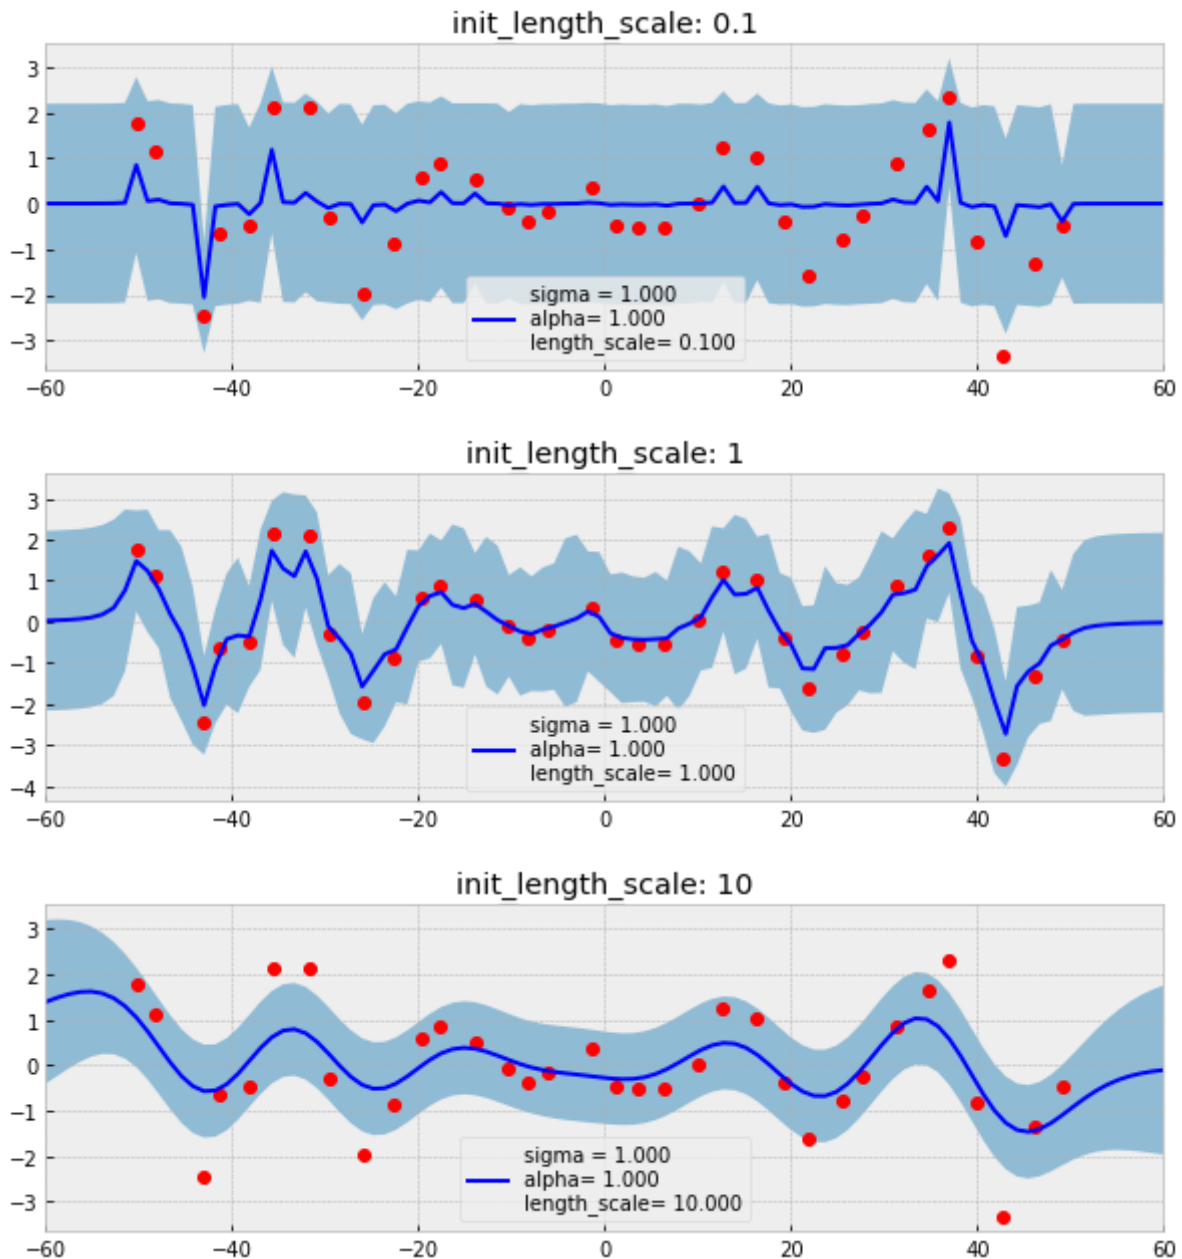 init_length_scale: 0.1
3
2
1
0
−1
−2
−3
sigma = 1.000
alpha= 1.000
length_scale= 0.100
−60 −40 −20 0 20 40 60
init_length_scale: 1
3
2
1
0
−1
−2
−3
−4
sigma = 1.000
alpha= 1.000
length_scale= 1.000
−60 −40 −20 0 20 40 60
init_length_scale: 10
3
2
1
0
−1
−2
−3
sigma = 1.000
alpha= 1.000
length_scale= 10.000
−60 −40 −20 0 20 40 60